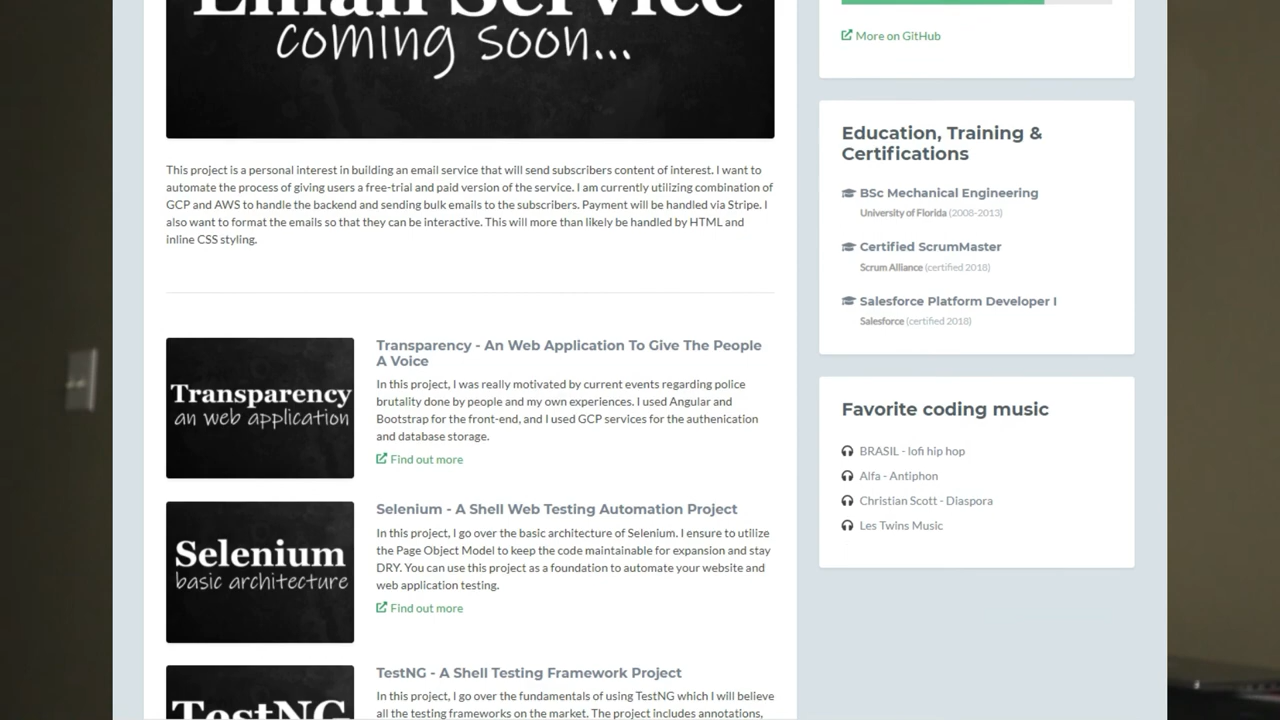 Email Service
coming soon...
This project is a personal interest in building an email service that will send subscribers content of interest. I want to
automate the process of giving users a free-trial and paid version of the service. I am currently utilizing combination of
GCP and AWS to handle the backend and sending bulk emails to the subscribers. Payment will be handled via Stripe. I
also want to format the emails so that they can be interactive. This will more than likely be handled by HTML and
inline CSS styling.
Transparency
an web application
Transparency - An Web Application To Give The People
A Voice
In this project, I was really motivated by current events regarding police
brutality done by people and my own experiences. I used Angular and
Bootstrap for the front-end, and I used GCP services for the authenication
and database storage.
Find out more
Selenium
basic architecture
Selenium - A Shell Web Testing Automation Project
In this project, I go over the basic architecture of Selenium. I ensure to utilize
the Page Object Model to keep the code maintainable for expansion and stay
DRY. You can use this project as a foundation to automate your website and
web application testing.
Find out more
TestNG
TestNG - A Shell Testing Framework Project
In this project, I go over the fundamentals of using TestNG which I will believe
all the testing frameworks on the market. The project includes annotations,
More on GitHub
Education, Training &
Certifications
BSc Mechanical Engineering
University of Florida (2008-2013)
Certified ScrumMaster
Scrum Alliance (certified 2018)
Salesforce Platform Developer I
Salesforce (certified 2018)
Favorite coding music
BRASIL - lofi hip hop
Alfa - Antiphon
Christian Scott - Diaspora
Les Twins Music